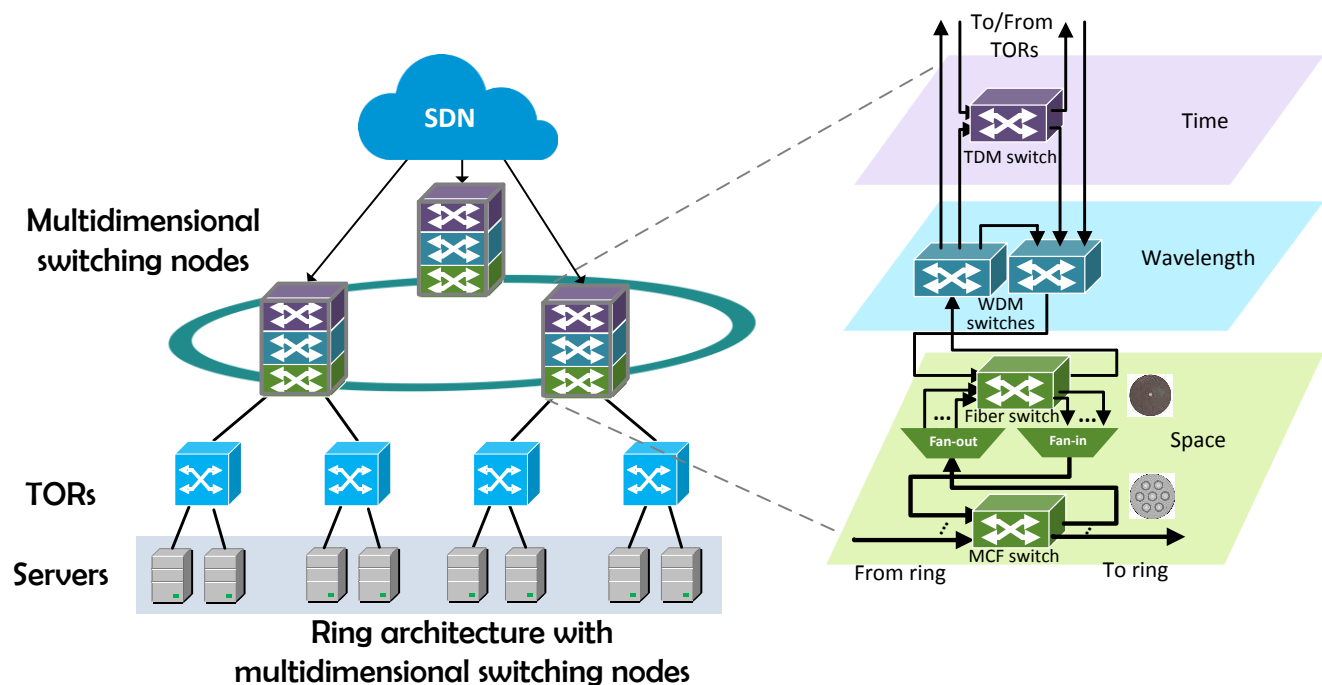 SDN
Multidimensional
switching nodes
TORs
Servers
Ring architecture with
multidimensional switching nodes
To/From
TORs
Time
TDM switch
Wavelength
WDM
switches
Fiber switch
...
...
Fan-out
Fan-in
Space
...
...
MCF switch
From ring
To ring